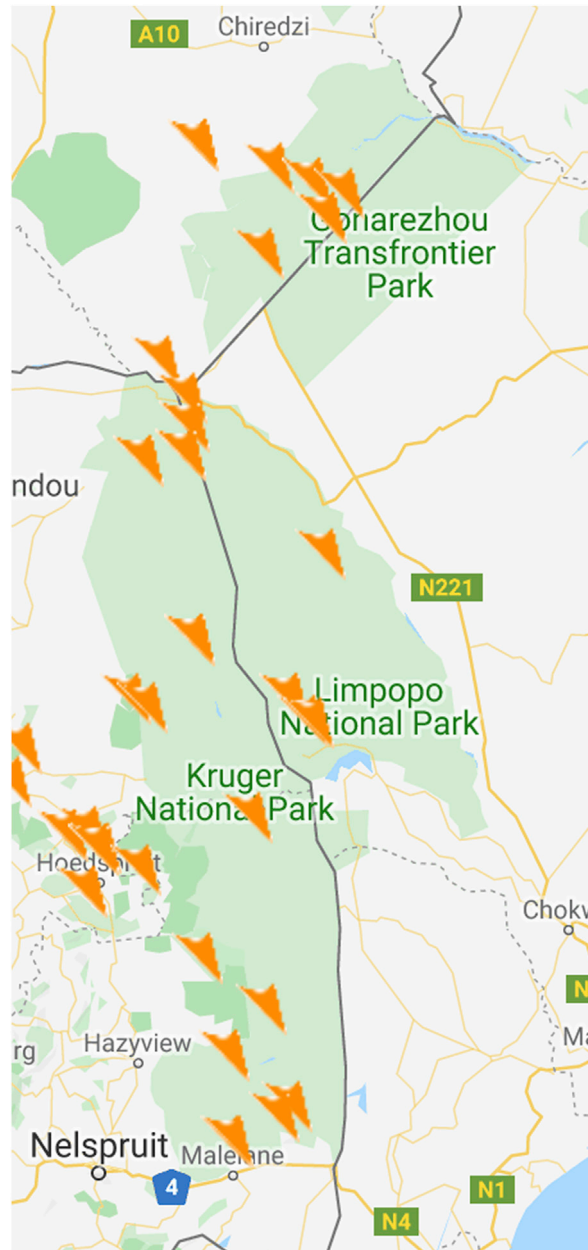 A10
Chiredzi
Gonarezhou
Transfrontier
Park
ndou
N221
Limpopo
National Park
Kruger
National Park
Hoedspruit
Chokw
N
Ma
Hazyview
rg
Nelspruit
Malelane
4
N1
N4